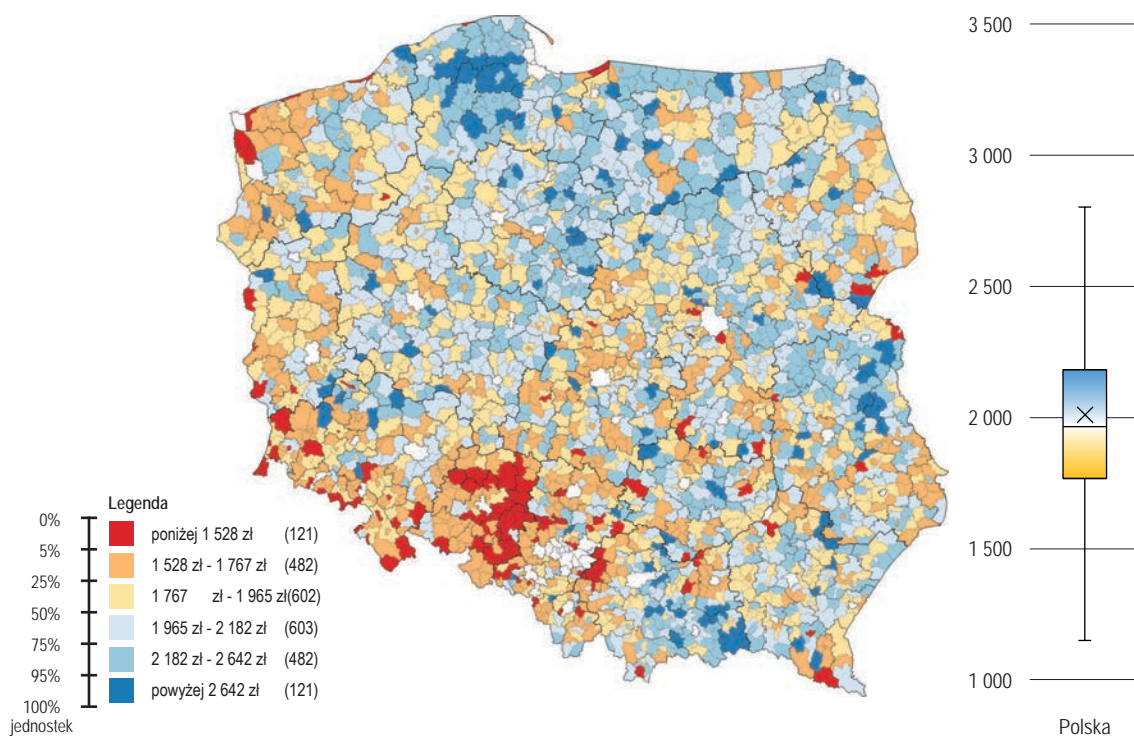 Legenda
0%
5%
25%
50%
75%
95%
100%
jednostek
poniżej 1 528 zł (121)
1 528 zł - 1 767 zł (482)
1 767 zł - 1 965 zł(602)
1 965 zł - 2 182 zł (603)
2 182 zł - 2 642 zł (482)
powyżej 2 642 zł (121)
3 500
3 000
2 500
2 000
1 500
1 000
Polska